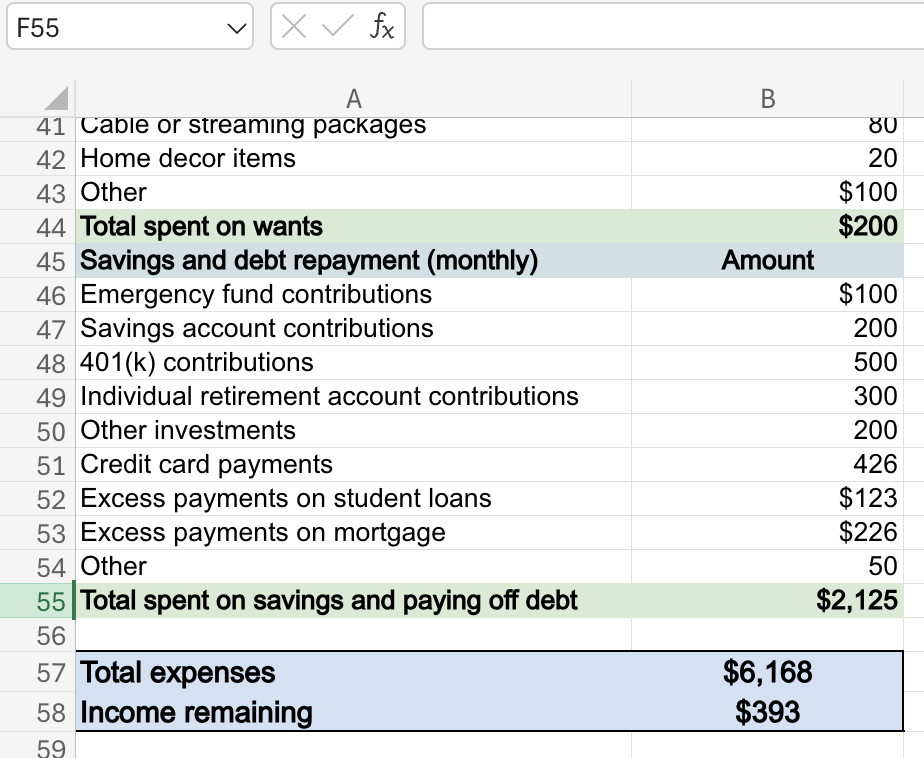 F55 fx
A B
41 Cable or streaming packages 80
42 Home decor items 20
43 Other $100
44 Total spent on wants $200
45 Savings and debt repayment (monthly) Amount
46 Emergency fund contributions $100
47 Savings account contributions 200
48 401(k) contributions 500
49 Individual retirement account contributions 300
50 Other investments 200
51 Credit card payments 426
52 Excess payments on student loans $123
53 Excess payments on mortgage $226
54 Other 50
55 Total spent on savings and paying off debt $2,125
56
57 Total expenses $6,168
58 Income remaining $393
59